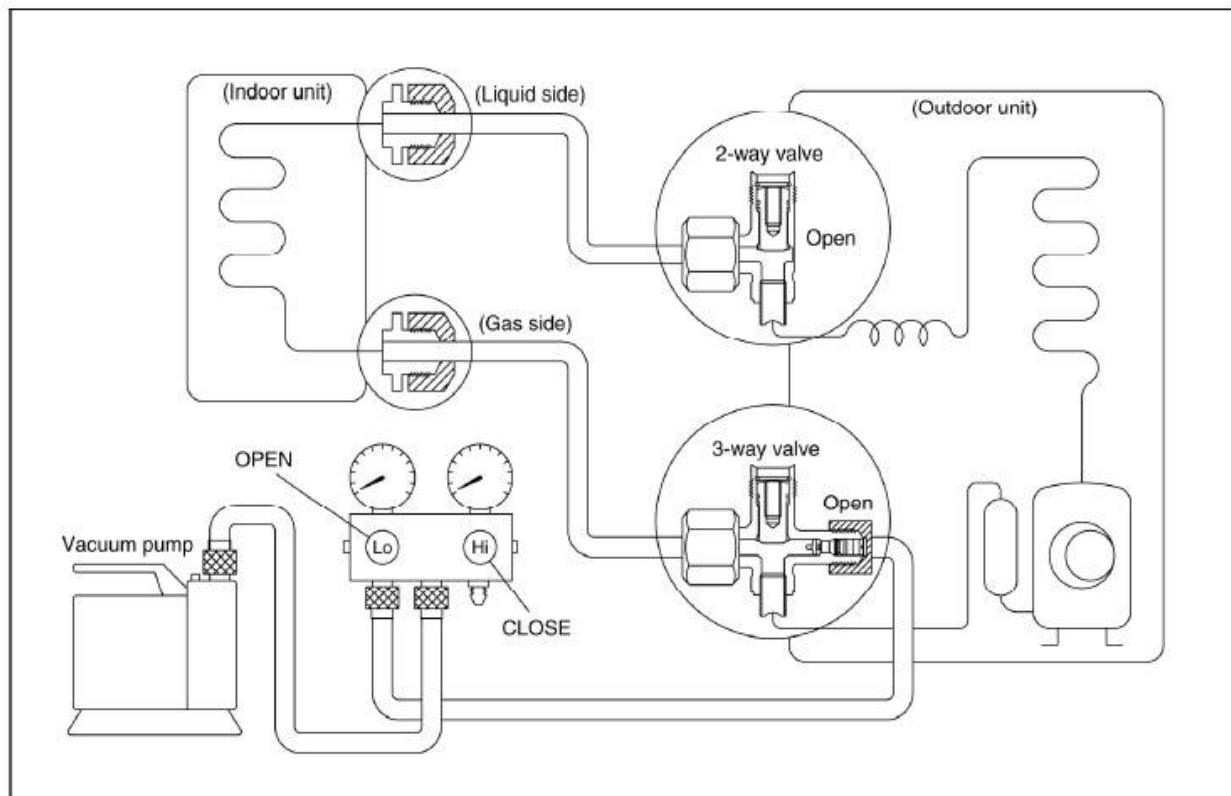 (Indoor unit)
(Liquid side)
(Outdoor unit)
2-way valve
Open
(Gas side)
3-way valve
Open
OPEN
Lo
Hi
Vacuum pump
CLOSE